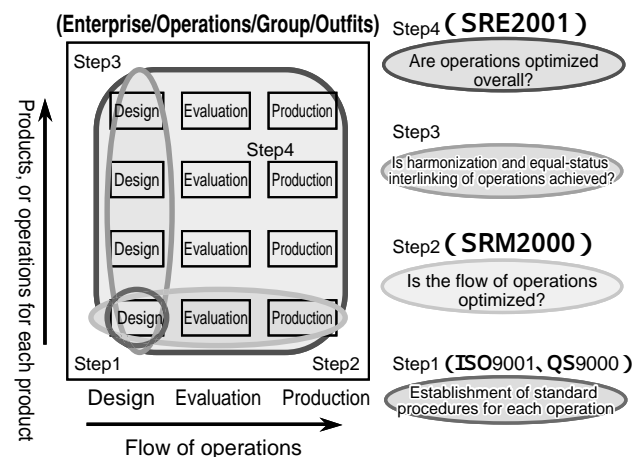 (Enterprise/Operations/Group/Outfits)
Step3
Design Evaluation Production
Step4
Design Evaluation Production
Design Evaluation Production
Design Evaluation Production
Step1 Step2
Design Evaluation Production
Flow of operations
Products, or operations for each product
Step4 (SRE2001)
Are operations optimized
overall?
Step3
Is harmonization and equal-status
interlinking of operations achieved?
Step2 (SRM2000)
Is the flow of operations
optimized?
Step1 (ISO9001、QS9000)
Establishment of standard
procedures for each operation